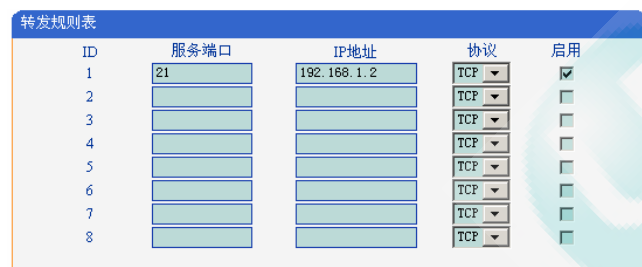 转发规则表
ID 服务端口 IP地址 协议 启用
1 21 192.168.1.2 TCP
2 TCP
3 TCP
4 TCP
5 TCP
6 TCP
7 TCP
8 TCP